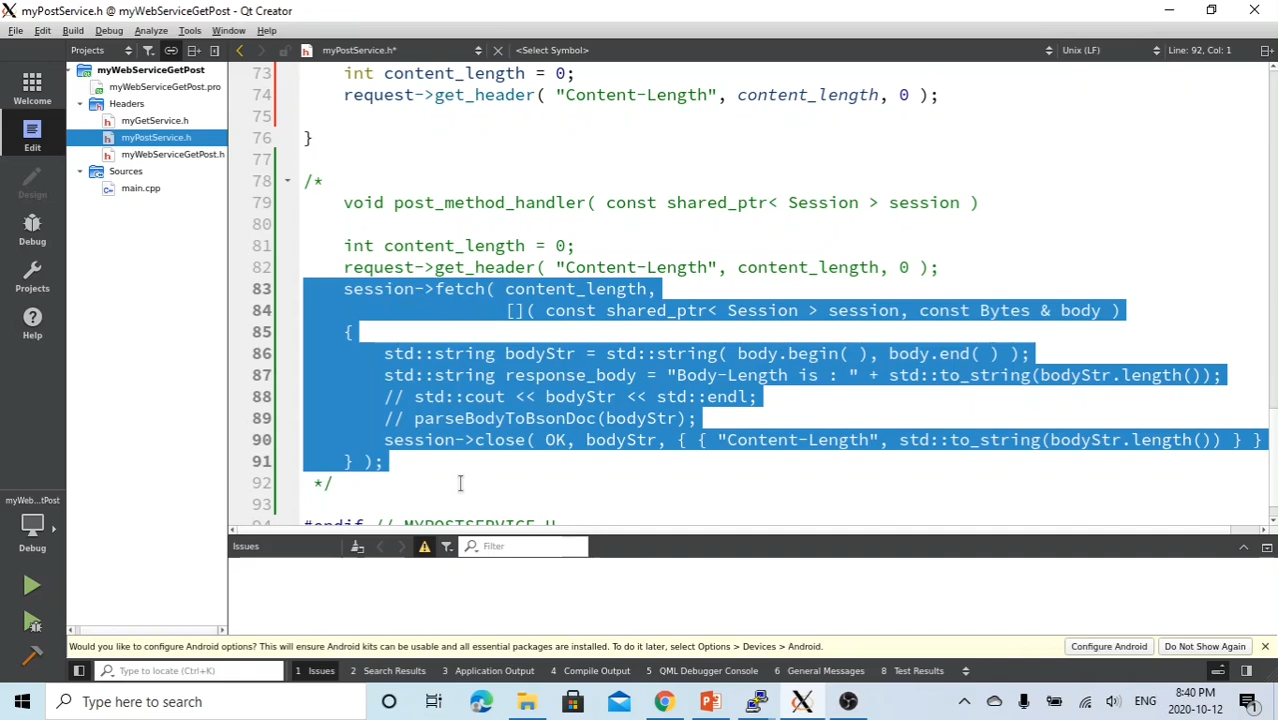 myPostService.h @ myWebServiceGetPost - Qt Creator
File Edit Build Debug Analyze Tools Window Help
Projects myPostService.h* <Select Symbol> Unix (LF) Line: 92, Col: 1
Welcome
Edit
Design
Debug
Projects
Help
myW...tPost
Debug
myWebServiceGetPost
myWebServiceGetPost.pro
Headers
myGetService.h
myPostService.h
myWebServiceGetPost.h
Sources
main.cpp
73 int content_length = 0;
74 request->get_header( "Content-Length", content_length, 0 );
75
76 }
77
78 /*
79 void post_method_handler( const shared_ptr< Session > session )
80
81 int content_length = 0;
82 request->get_header( "Content-Length", content_length, 0 );
83 session->fetch( content_length,
84 []( const shared_ptr< Session > session, const Bytes & body )
85 {
86 std::string bodyStr = std::string( body.begin( ), body.end( ) );
87 std::string response_body = "Body-Length is : " + std::to_string(bodyStr.length());
88 // std::cout << bodyStr << std::endl;
89 // parseBodyToBsonDoc(bodyStr);
90 session->close( OK, bodyStr, { { "Content-Length", std::to_string(bodyStr.length()) } }
91 } );
92 */
93
94 #endif // MYPOSTSERVICE_H
Issues Filter
Would you like to configure Android options? This will ensure Android kits can be usable and all essential packages are installed. To do it later, select Options > Devices > Android. Configure Android Do Not Show Again
Type to locate (Ctrl+K) 1 Issues 2 Search Results 3 Application Output 4 Compile Output 5 QML Debugger Console 6 General Messages 8 Test Results
Type here to search ENG 8:40 PM
2020-10-12